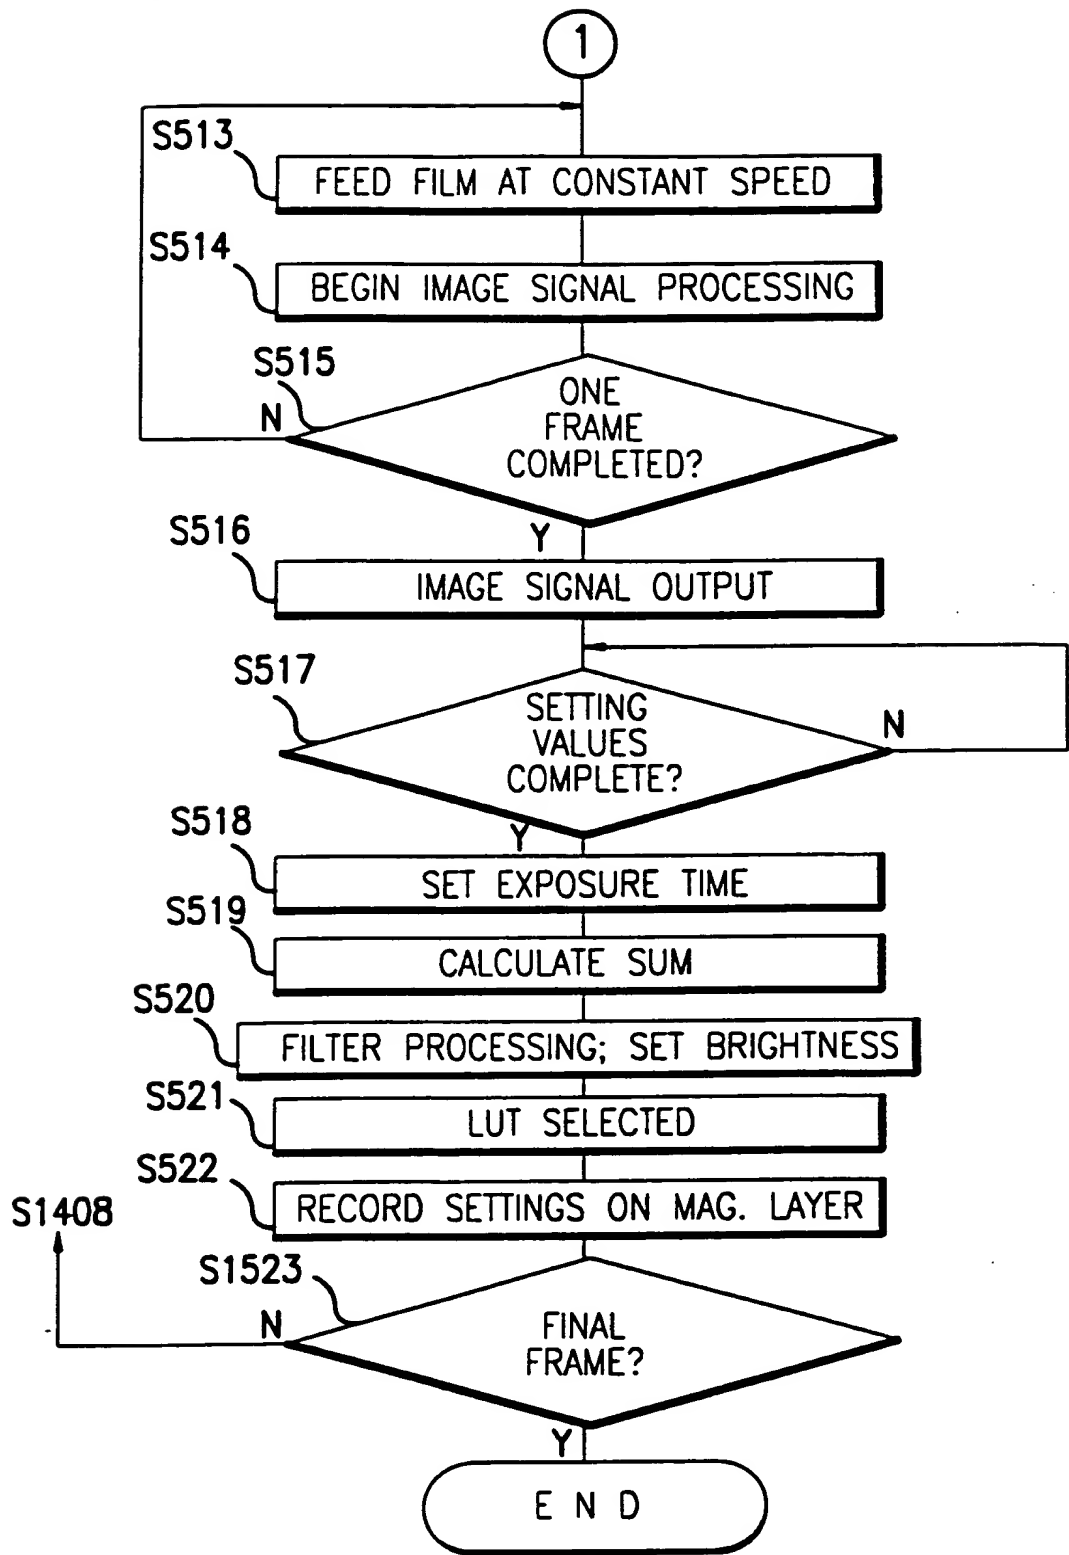 1
S513
FEED FILM AT CONSTANT SPEED
S514
BEGIN IMAGE SIGNAL PROCESSING
S515
N
ONE
FRAME
COMPLETED?
Y
S516
IMAGE SIGNAL OUTPUT
S517
SETTING
VALUES
COMPLETE?
N
Y
S518
SET EXPOSURE TIME
S519
CALCULATE SUM
S520
FILTER PROCESSING; SET BRIGHTNESS
S521
LUT SELECTED
S522
RECORD SETTINGS ON MAG. LAYER
S1408
S1523
N
FINAL
FRAME?
Y
END